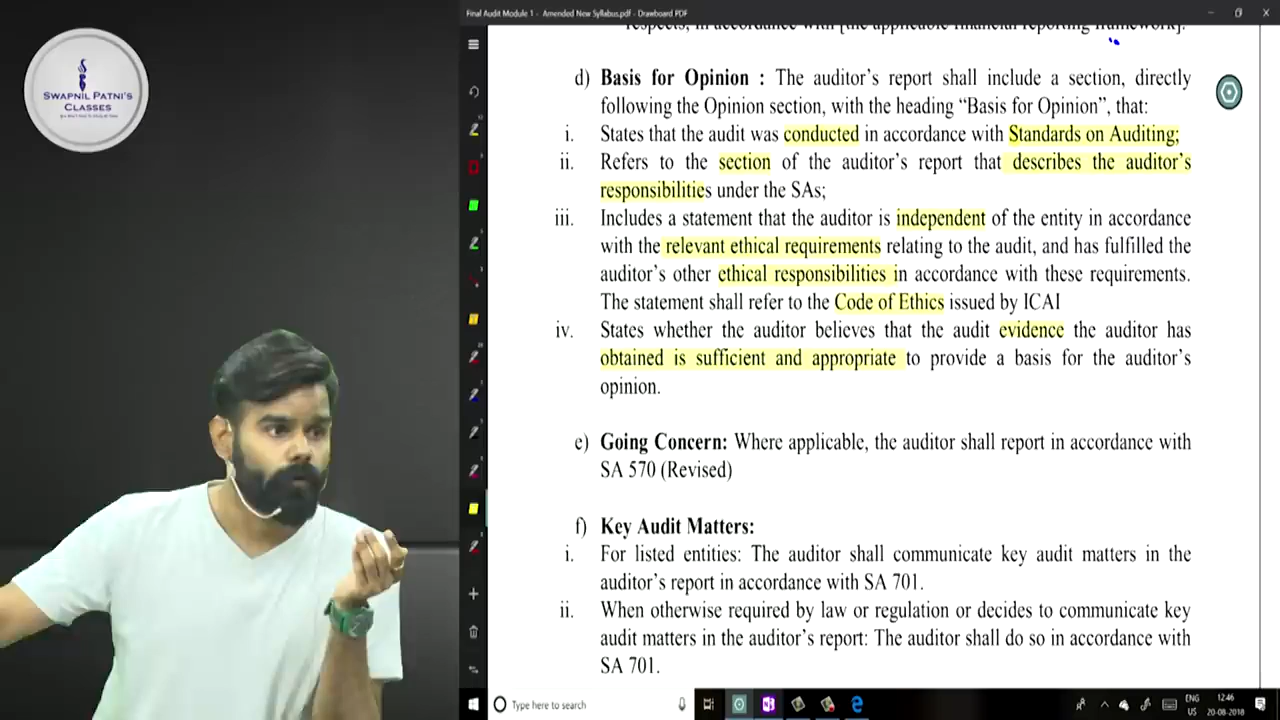 Final Audit Module 1 - Amended New Syllabus.pdf - Drawboard PDF
SWAPNIL PATNI'S
CLASSES
respects, in accordance with [the applicable financial reporting framework].
d) Basis for Opinion : The auditor's report shall include a section, directly
following the Opinion section, with the heading “Basis for Opinion”, that:
i. States that the audit was conducted in accordance with Standards on Auditing;
ii. Refers to the section of the auditor's report that describes the auditor's
responsibilities under the SAs;
iii. Includes a statement that the auditor is independent of the entity in accordance
with the relevant ethical requirements relating to the audit, and has fulfilled the
auditor's other ethical responsibilities in accordance with these requirements.
The statement shall refer to the Code of Ethics issued by ICAI
iv. States whether the auditor believes that the audit evidence the auditor has
obtained is sufficient and appropriate to provide a basis for the auditor's
opinion.
e) Going Concern: Where applicable, the auditor shall report in accordance with
SA 570 (Revised)
f) Key Audit Matters:
i. For listed entities: The auditor shall communicate key audit matters in the
auditor's report in accordance with SA 701.
ii. When otherwise required by law or regulation or decides to communicate key
audit matters in the auditor's report: The auditor shall do so in accordance with
SA 701.
Type here to search
ENG
US
12:46
20-08-2018